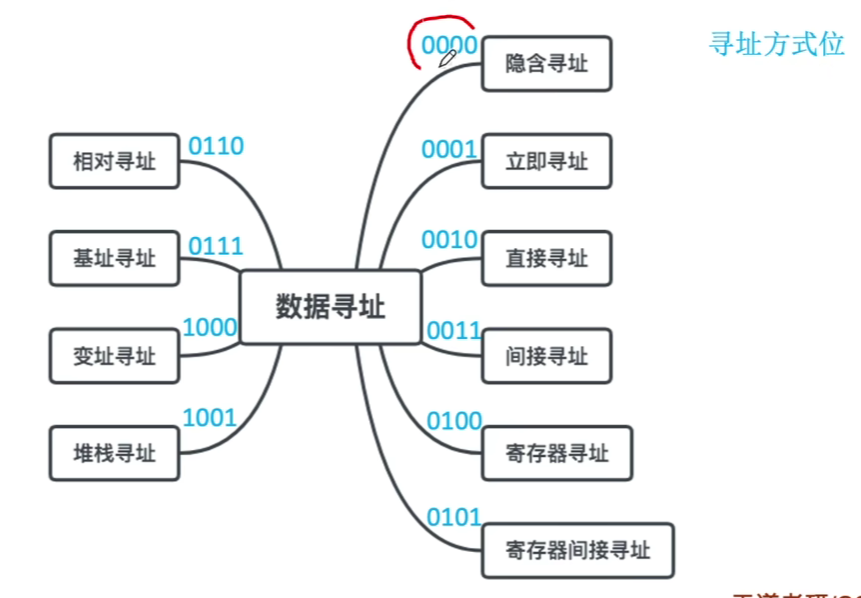 0000
隐含寻址
寻址方式位
0001
立即寻址
0010
直接寻址
0011
间接寻址
0100
寄存器寻址
0101
寄存器间接寻址
数据寻址
0110
相对寻址
0111
基址寻址
1000
变址寻址
1001
堆栈寻址